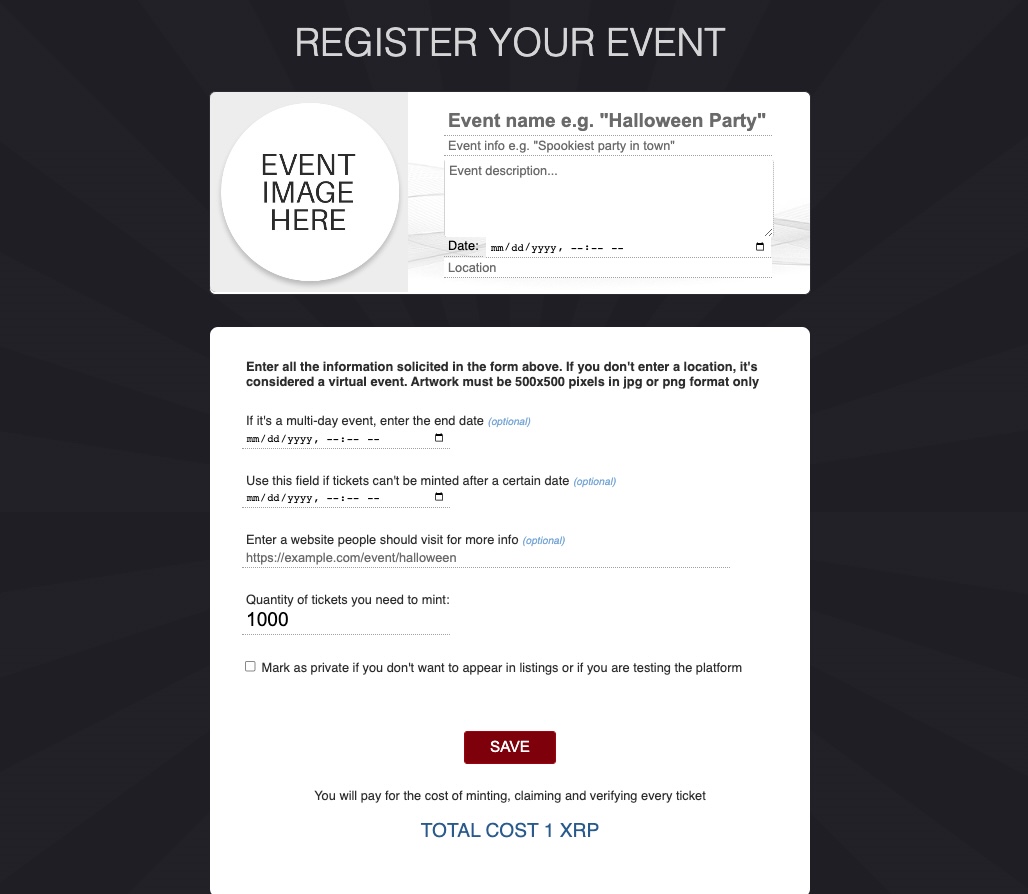 REGISTER YOUR EVENT
EVENT
IMAGE
HERE
Event name e.g. "Halloween Party"
Event info e.g. "Spookiest party in town"
Event description...
Date: mm/dd/yyyy, --:-- --
Location
Enter all the information solicited in the form above. If you don't enter a location, it's
considered a virtual event. Artwork must be 500x500 pixels in jpg or png format only
If it's a multi-day event, enter the end date (optional)
mm/dd/yyyy, --:-- --
Use this field if tickets can't be minted after a certain date (optional)
mm/dd/yyyy, --:-- --
Enter a website people should visit for more info (optional)
https://example.com/event/halloween
Quantity of tickets you need to mint:
1000
Mark as private if you don't want to appear in listings or if you are testing the platform
SAVE
You will pay for the cost of minting, claiming and verifying every ticket
TOTAL COST 1 XRP